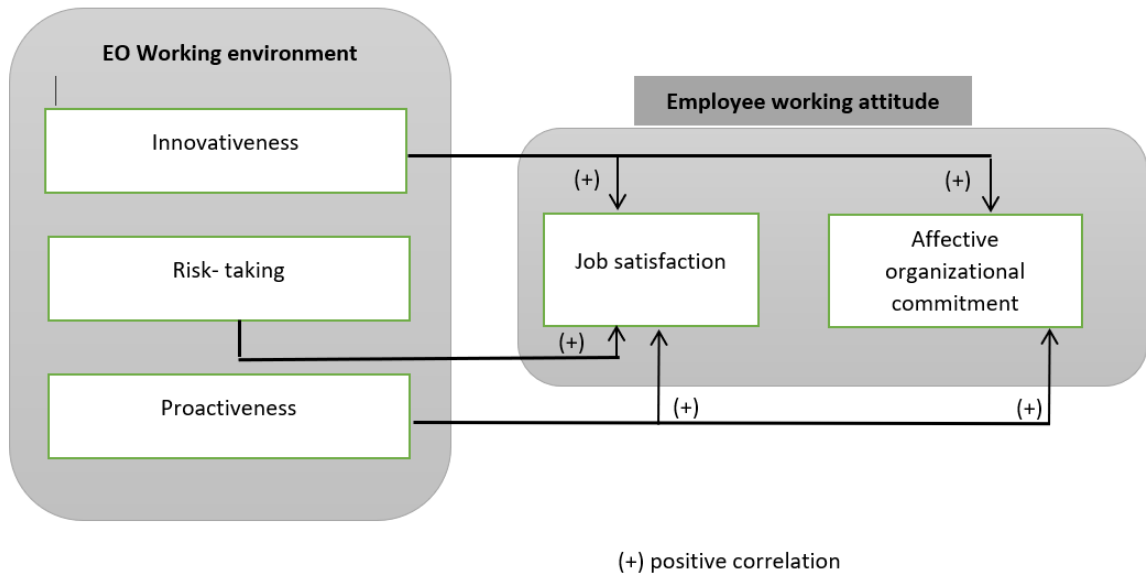 EO Working environment
Innovativeness
Risk- taking
Proactiveness
Employee working attitude
(+)
(+)
Job satisfaction
Affective
organizational
commitment
(+)
(+)
(+)
(+) positive correlation